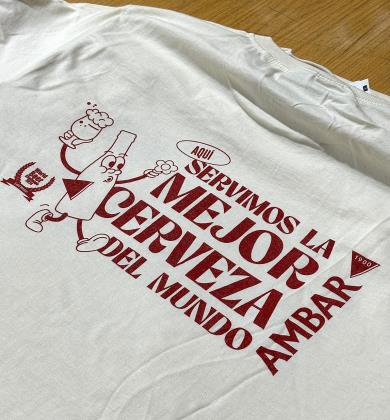 AQUÍ
SERVIMOS LA
MEJOR
CERVEZA
DEL MUNDO
AMBAR
1900